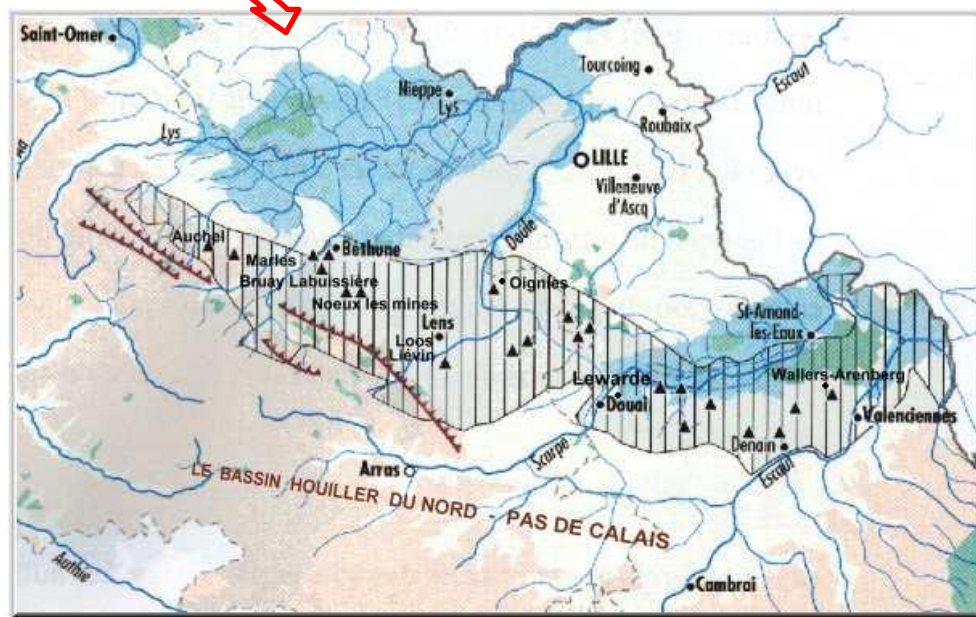 Saint-Omer
Aa
Lys
Nieppe
Lys
Tourcoing
Roubaix
Escaut
LILLE
Villeneuve
d'Ascq
Deule
Auchel
Marles
Béthune
Bruay Labuissière
Noeux les mines
Oignies
Lens
Loos
Liévin
St-Amand-
les-Eaux
Lewarde
Wallers-Arenberg
Douai
Valenciennes
Denain
Escaut
Scarpe
Arras
LE BASSIN HOUILLER DU NORD - PAS DE CALAIS
Authie
Cambrai